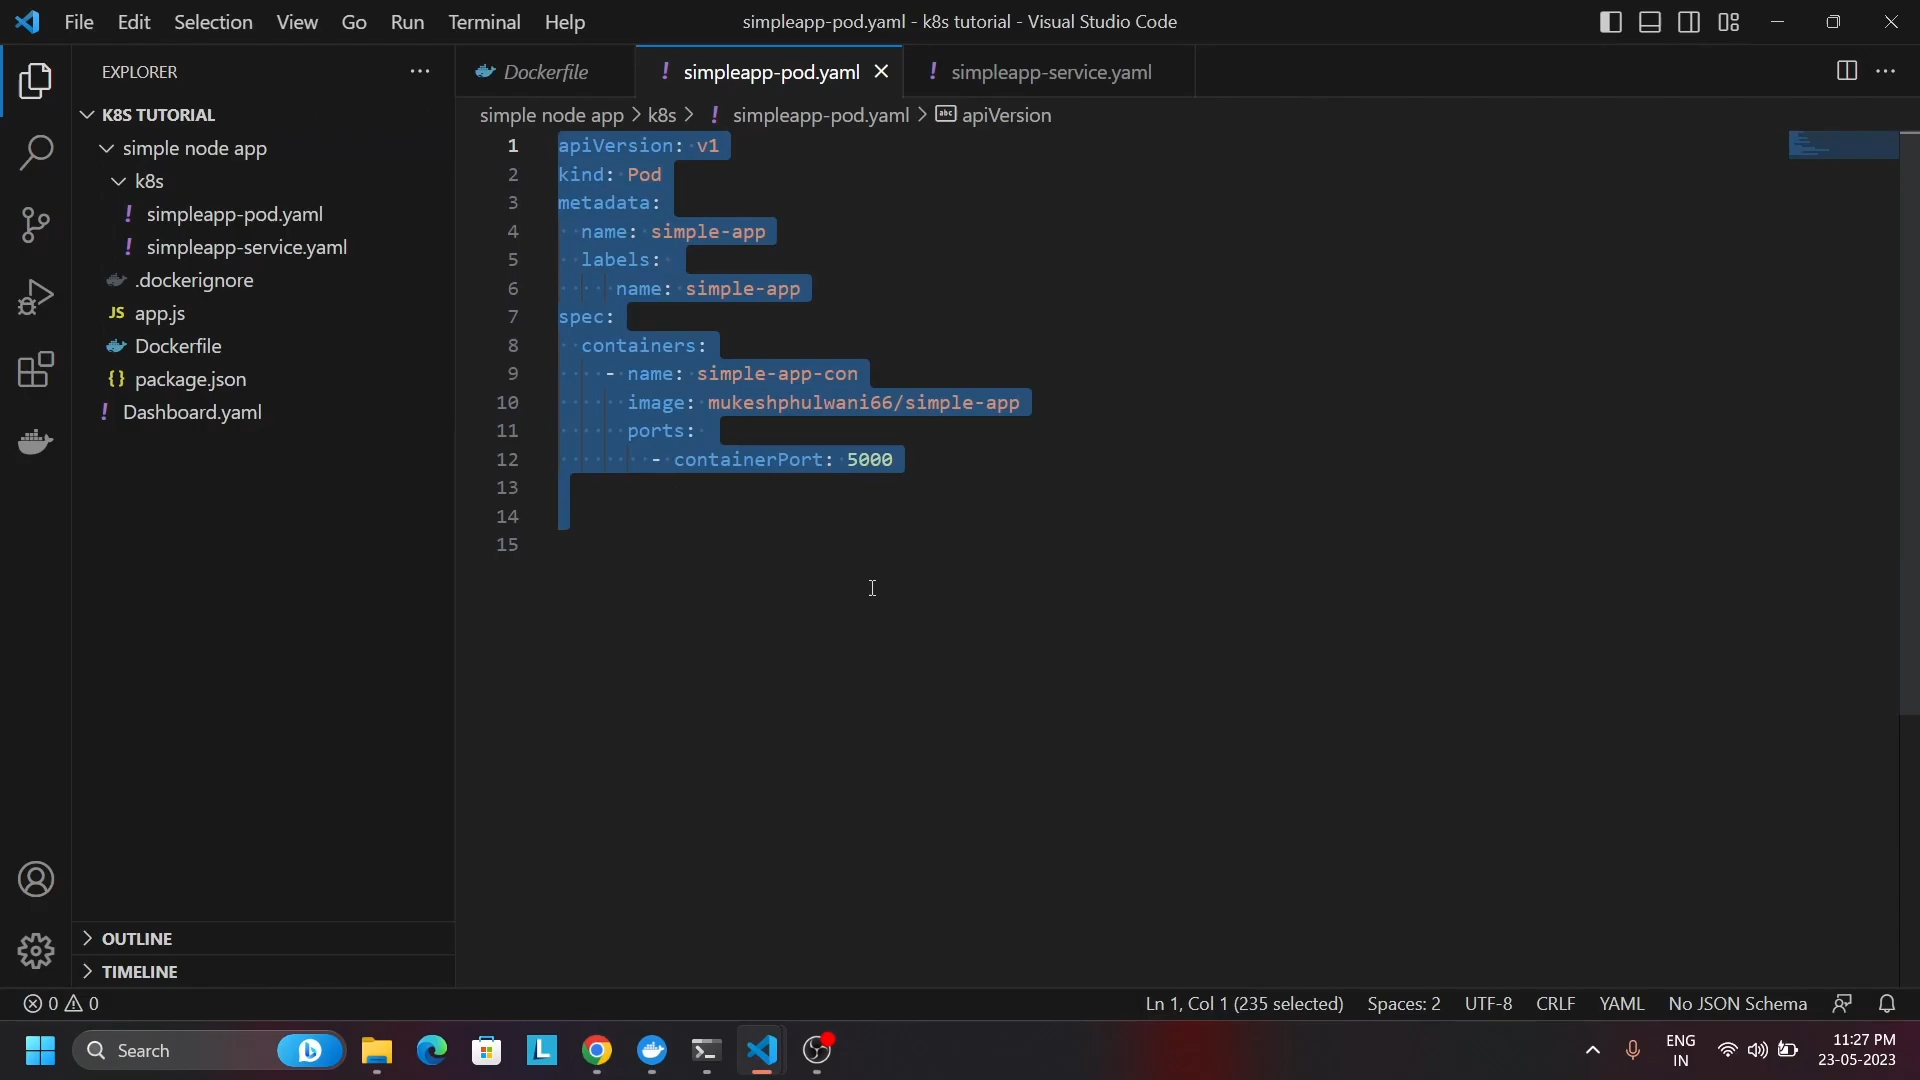 File Edit Selection View Go Run Terminal Help
simpleapp-pod.yaml - k8s tutorial - Visual Studio Code
EXPLORER
K8S TUTORIAL
simple node app
k8s
! simpleapp-pod.yaml
! simpleapp-service.yaml
.dockerignore
JS app.js
Dockerfile
{} package.json
! Dashboard.yaml
OUTLINE
TIMELINE
Dockerfile
! simpleapp-pod.yaml
! simpleapp-service.yaml
simple node app > k8s > ! simpleapp-pod.yaml > abc apiVersion
1 apiVersion: v1
2 kind: Pod
3 metadata:
4   name: simple-app
5   labels:
6     name: simple-app
7 spec:
8   containers:
9     - name: simple-app-con
10       image: mukeshphulwani66/simple-app
11       ports:
12         - containerPort: 5000
13
14
15
0 0
Ln 1, Col 1 (235 selected) Spaces: 2 UTF-8 CRLF YAML No JSON Schema
Search
L
ENG
IN
11:27 PM
23-05-2023